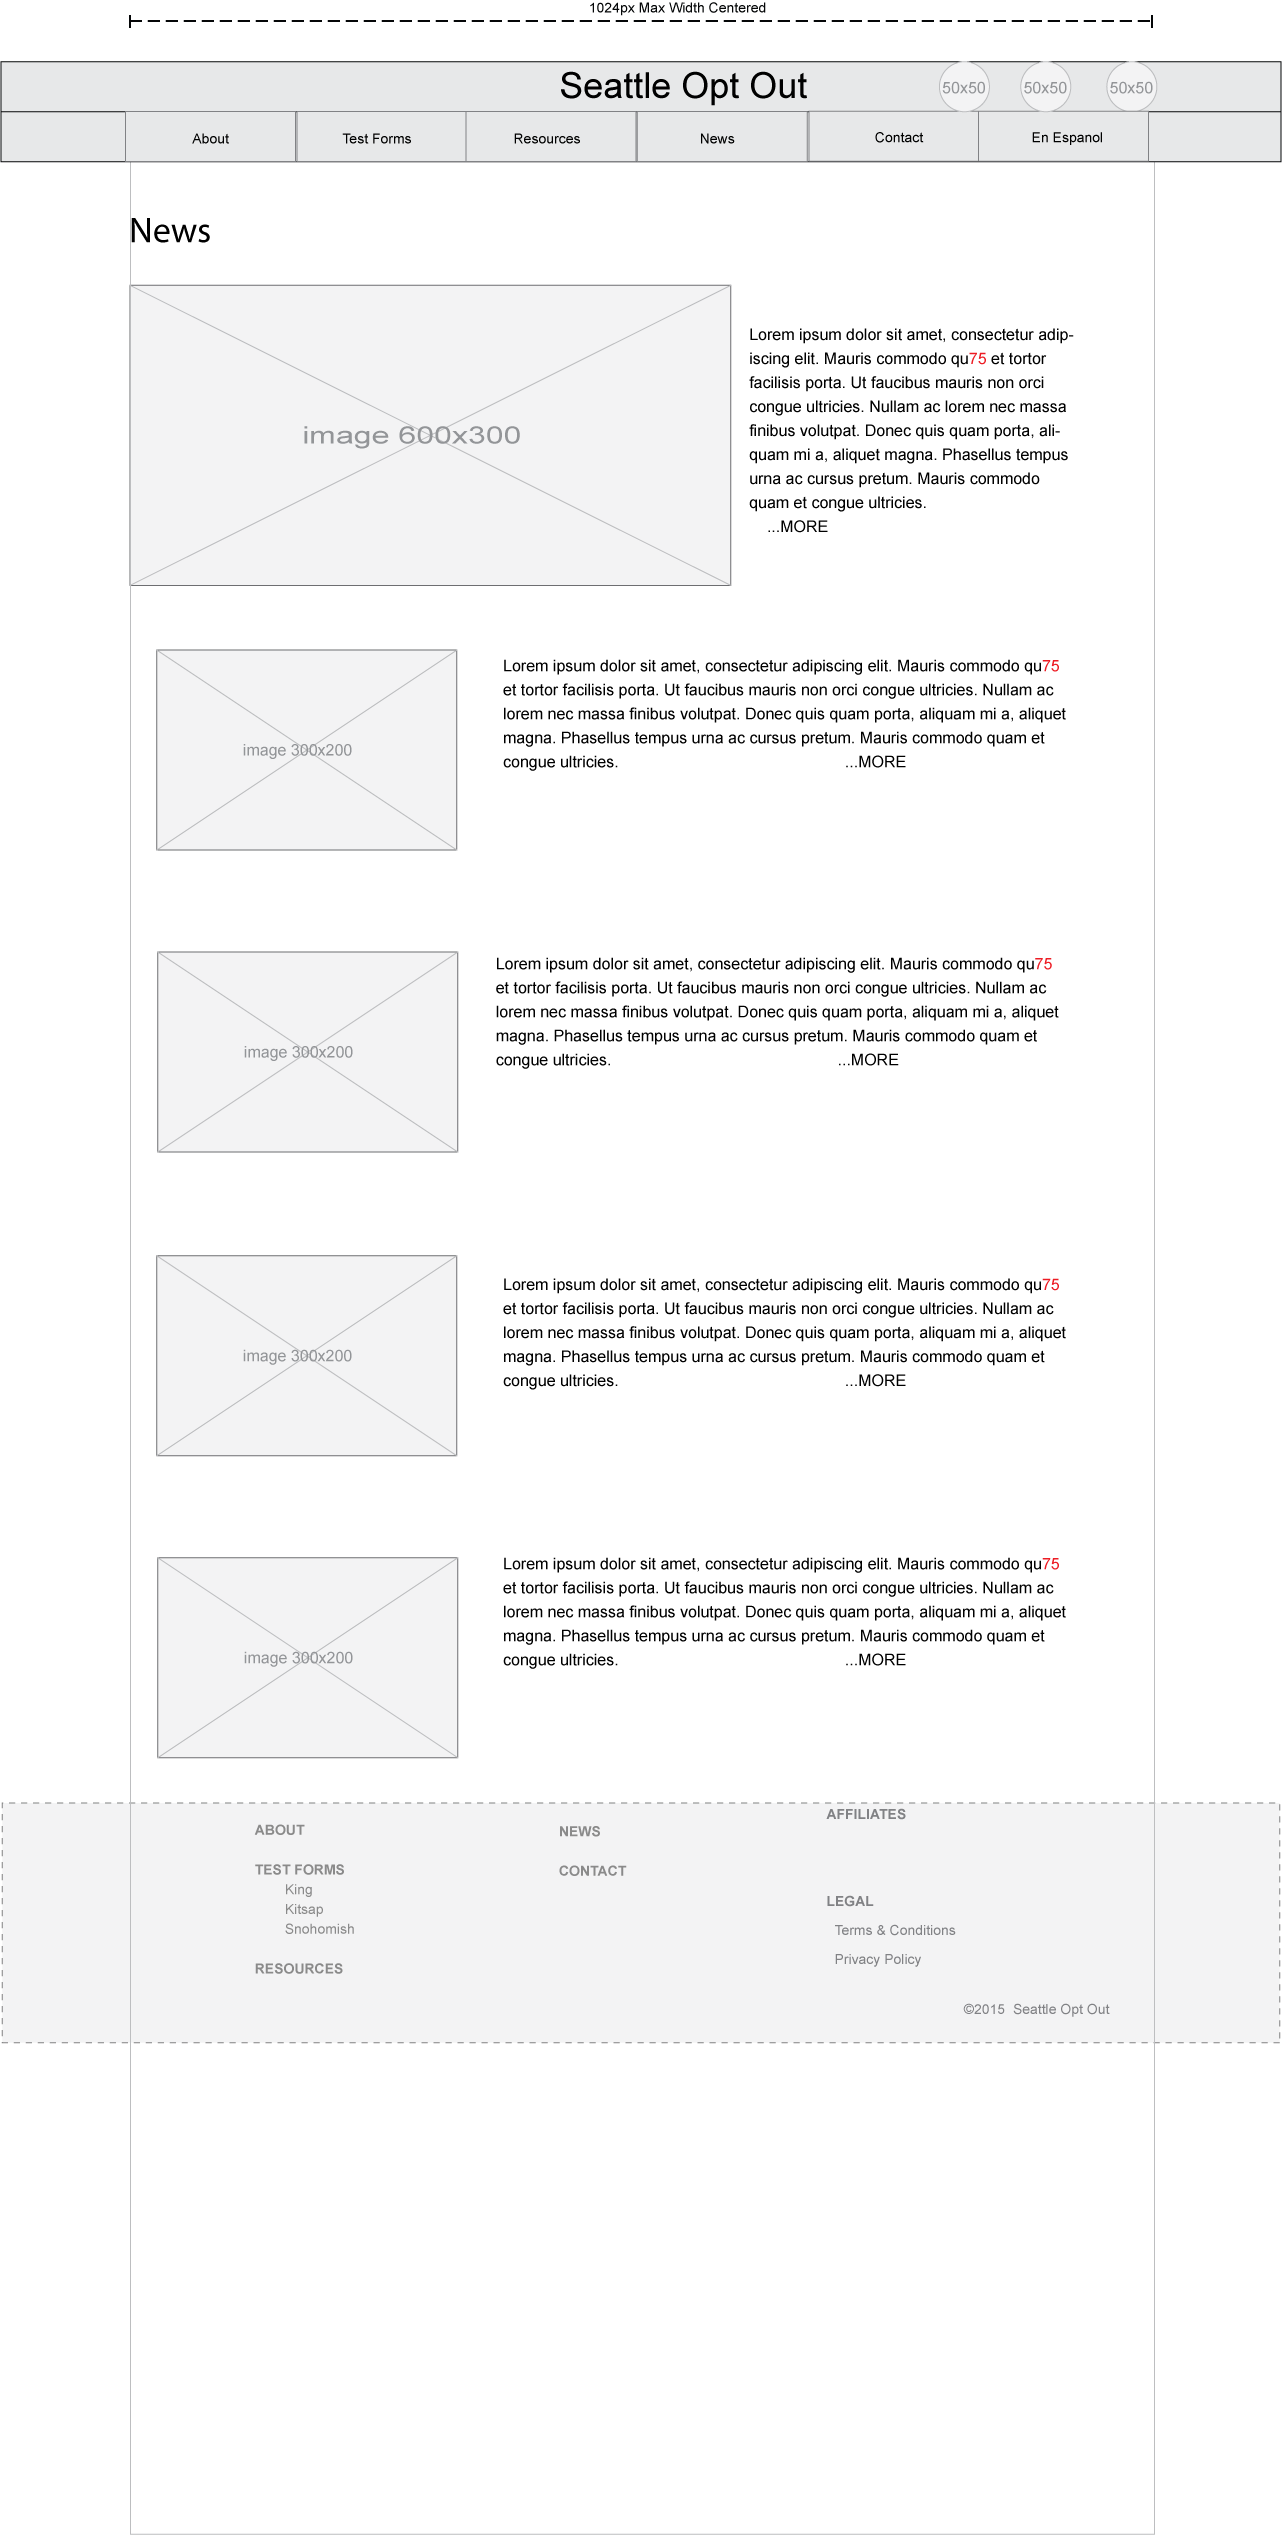 1024px Max Width Centered
Seattle Opt Out
50x50 50x50 50x50
About Test Forms Resources News Contact En Espanol
News
image 600x300
Lorem ipsum dolor sit amet, consectetur adip-
iscing elit. Mauris commodo qu75 et tortor
facilisis porta. Ut faucibus mauris non orci
congue ultricies. Nullam ac lorem nec massa
finibus volutpat. Donec quis quam porta, ali-
quam mi a, aliquet magna. Phasellus tempus
urna ac cursus pretum. Mauris commodo
quam et congue ultricies.
...MORE
image 300x200
Lorem ipsum dolor sit amet, consectetur adipiscing elit. Mauris commodo qu75
et tortor facilisis porta. Ut faucibus mauris non orci congue ultricies. Nullam ac
lorem nec massa finibus volutpat. Donec quis quam porta, aliquam mi a, aliquet
magna. Phasellus tempus urna ac cursus pretum. Mauris commodo quam et
congue ultricies. ...MORE
image 300x200
Lorem ipsum dolor sit amet, consectetur adipiscing elit. Mauris commodo qu75
et tortor facilisis porta. Ut faucibus mauris non orci congue ultricies. Nullam ac
lorem nec massa finibus volutpat. Donec quis quam porta, aliquam mi a, aliquet
magna. Phasellus tempus urna ac cursus pretum. Mauris commodo quam et
congue ultricies. ...MORE
image 300x200
Lorem ipsum dolor sit amet, consectetur adipiscing elit. Mauris commodo qu75
et tortor facilisis porta. Ut faucibus mauris non orci congue ultricies. Nullam ac
lorem nec massa finibus volutpat. Donec quis quam porta, aliquam mi a, aliquet
magna. Phasellus tempus urna ac cursus pretum. Mauris commodo quam et
congue ultricies. ...MORE
image 300x200
Lorem ipsum dolor sit amet, consectetur adipiscing elit. Mauris commodo qu75
et tortor facilisis porta. Ut faucibus mauris non orci congue ultricies. Nullam ac
lorem nec massa finibus volutpat. Donec quis quam porta, aliquam mi a, aliquet
magna. Phasellus tempus urna ac cursus pretum. Mauris commodo quam et
congue ultricies. ...MORE
ABOUT
TEST FORMS
King
Kitsap
Snohomish
RESOURCES
NEWS
CONTACT
AFFILIATES
LEGAL
Terms & Conditions
Privacy Policy
©2015 Seattle Opt Out